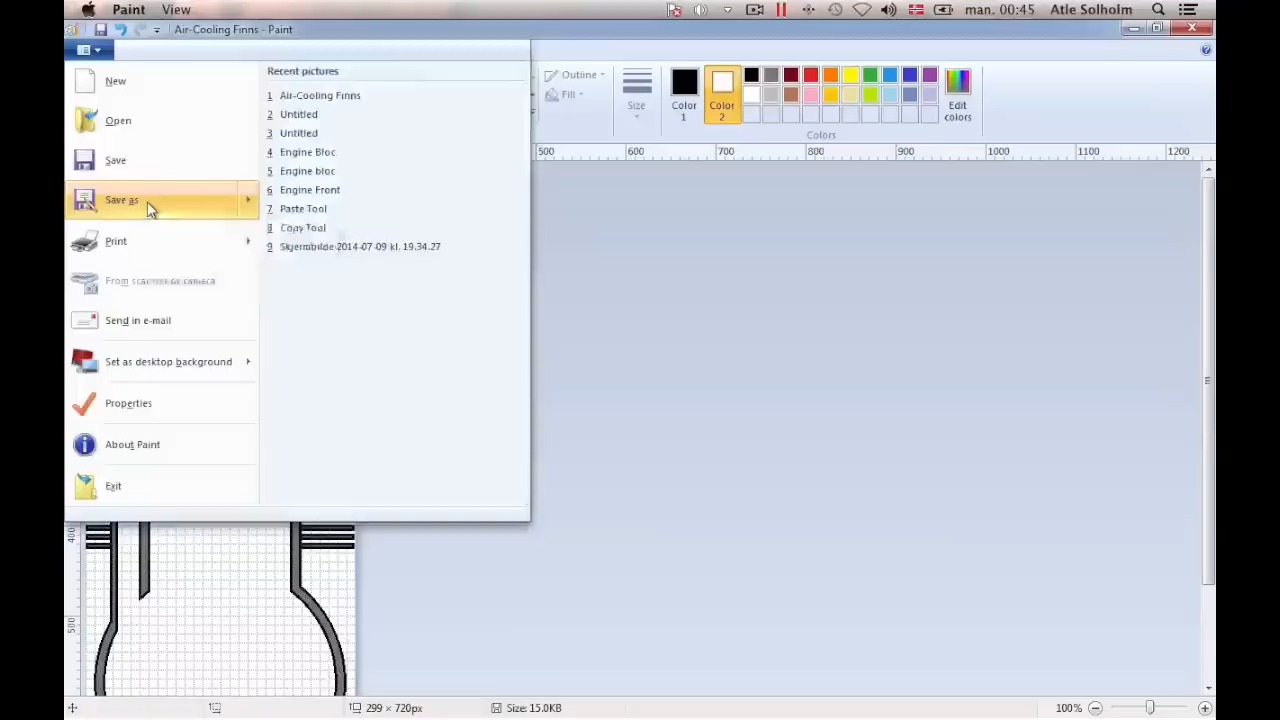 Paint View man. 00:45 Atle Solholm
Air-Cooling Finns - Paint
New
Open
Save
Save as
Print
From scanner or camera
Send in e-mail
Set as desktop background
Properties
About Paint
Exit
Recent pictures
1 Air-Cooling Finns
2 Untitled
3 Untitled
4 Engine Bloc
5 Engine bloc
6 Engine Front
7 Paste Tool
8 Copy Tool
9 Skjermbilde 2014-07-09 kl. 19.34.27
Outline
Fill
Size
Color 1
Color 2
Edit colors
Colors
500 600 700 800 900 1000 1100 1200
400
500
299 × 720px Size: 15.0KB 100%